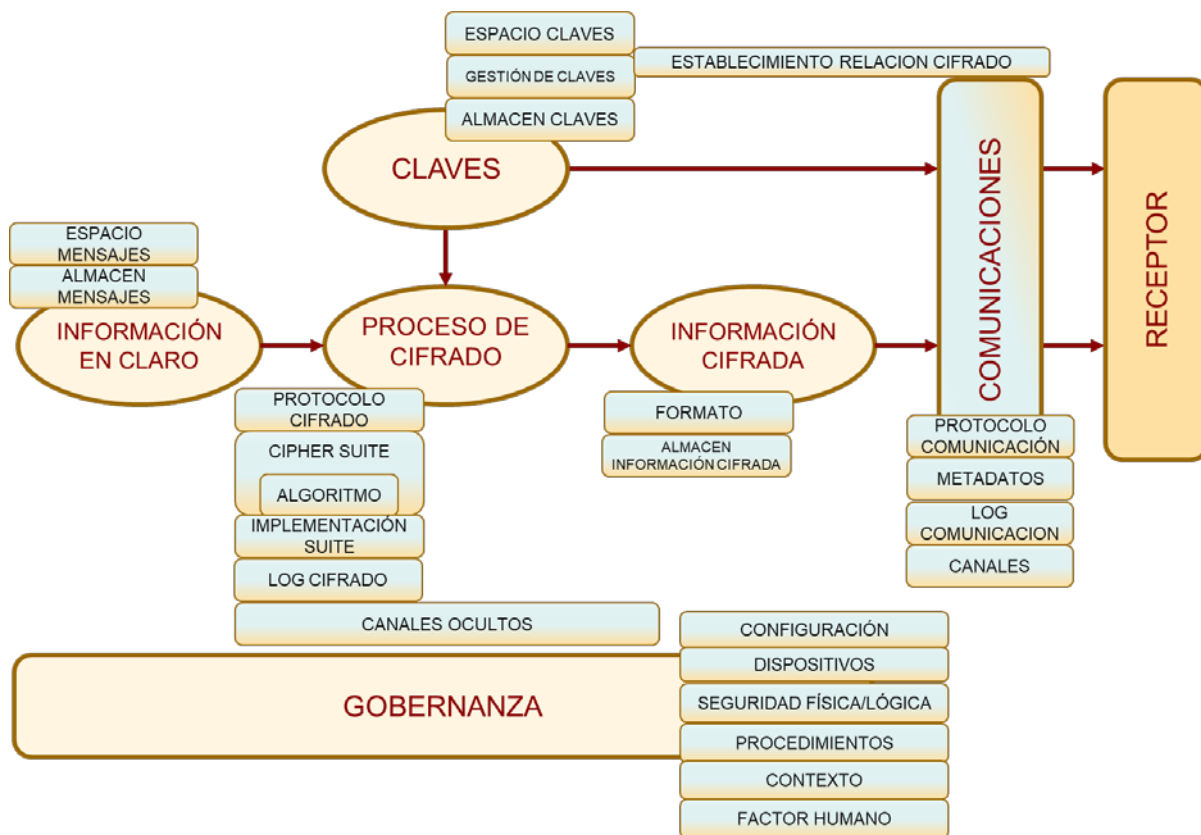 ESPACIO CLAVES
GESTIÓN DE CLAVES
ESTABLECIMIENTO RELACION CIFRADO
ALMACEN CLAVES
CLAVES
COMUNICACIONES
RECEPTOR
ESPACIO
MENSAJES
ALMACEN
MENSAJES
INFORMACIÓN
EN CLARO
PROCESO DE
CIFRADO
INFORMACIÓN
CIFRADA
PROTOCOLO
CIFRADO
CIPHER SUITE
ALGORITMO
IMPLEMENTACIÓN
SUITE
LOG CIFRADO
CANALES OCULTOS
FORMATO
ALMACEN
INFORMACIÓN CIFRADA
PROTOCOLO
COMUNICACIÓN
METADATOS
LOG
COMUNICACION
CANALES
GOBERNANZA
CONFIGURACIÓN
DISPOSITIVOS
SEGURIDAD FÍSICA/LÓGICA
PROCEDIMIENTOS
CONTEXTO
FACTOR HUMANO